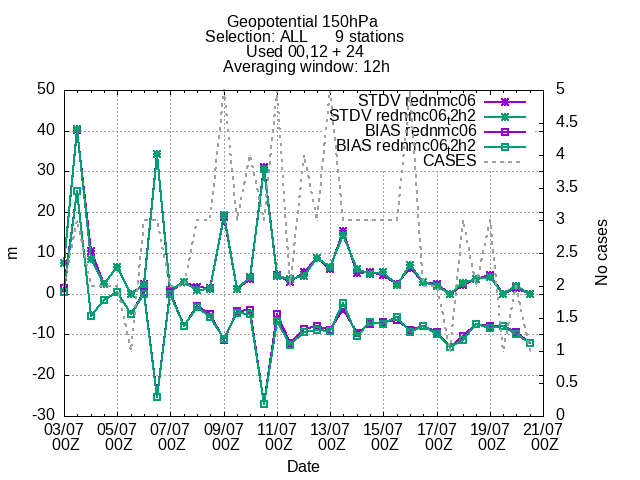 Geopotential 150hPa
Selection: ALL 9 stations
Used 00,12 + 24
Averaging window: 12h
STDV rednmc06
STDV rednmc06,2h2
BIAS rednmc06
BIAS rednmc06,2h2
CASES
50
40
30
20
10
0
-10
-20
-30
m
5
4.5
4
3.5
3
2.5
2
1.5
1
0.5
0
No cases
03/07 05/07 07/07 09/07 11/07 13/07 15/07 17/07 19/07 21/07
00Z 00Z 00Z 00Z 00Z 00Z 00Z 00Z 00Z 00Z
Date